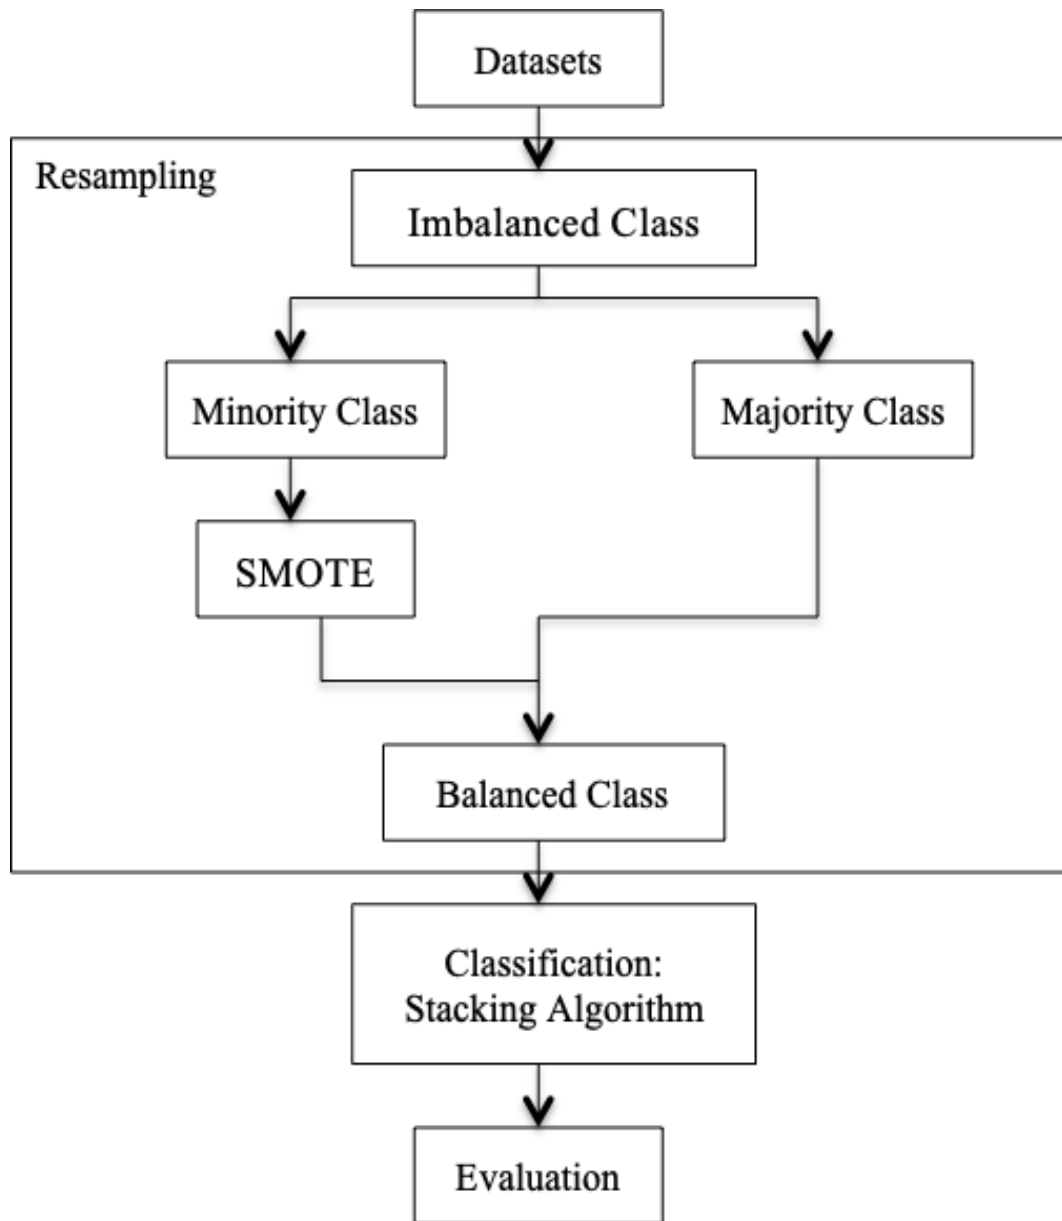 Datasets
Resampling
Imbalanced Class
Minority Class
Majority Class
SMOTE
Balanced Class
Classification:
Stacking Algorithm
Evaluation